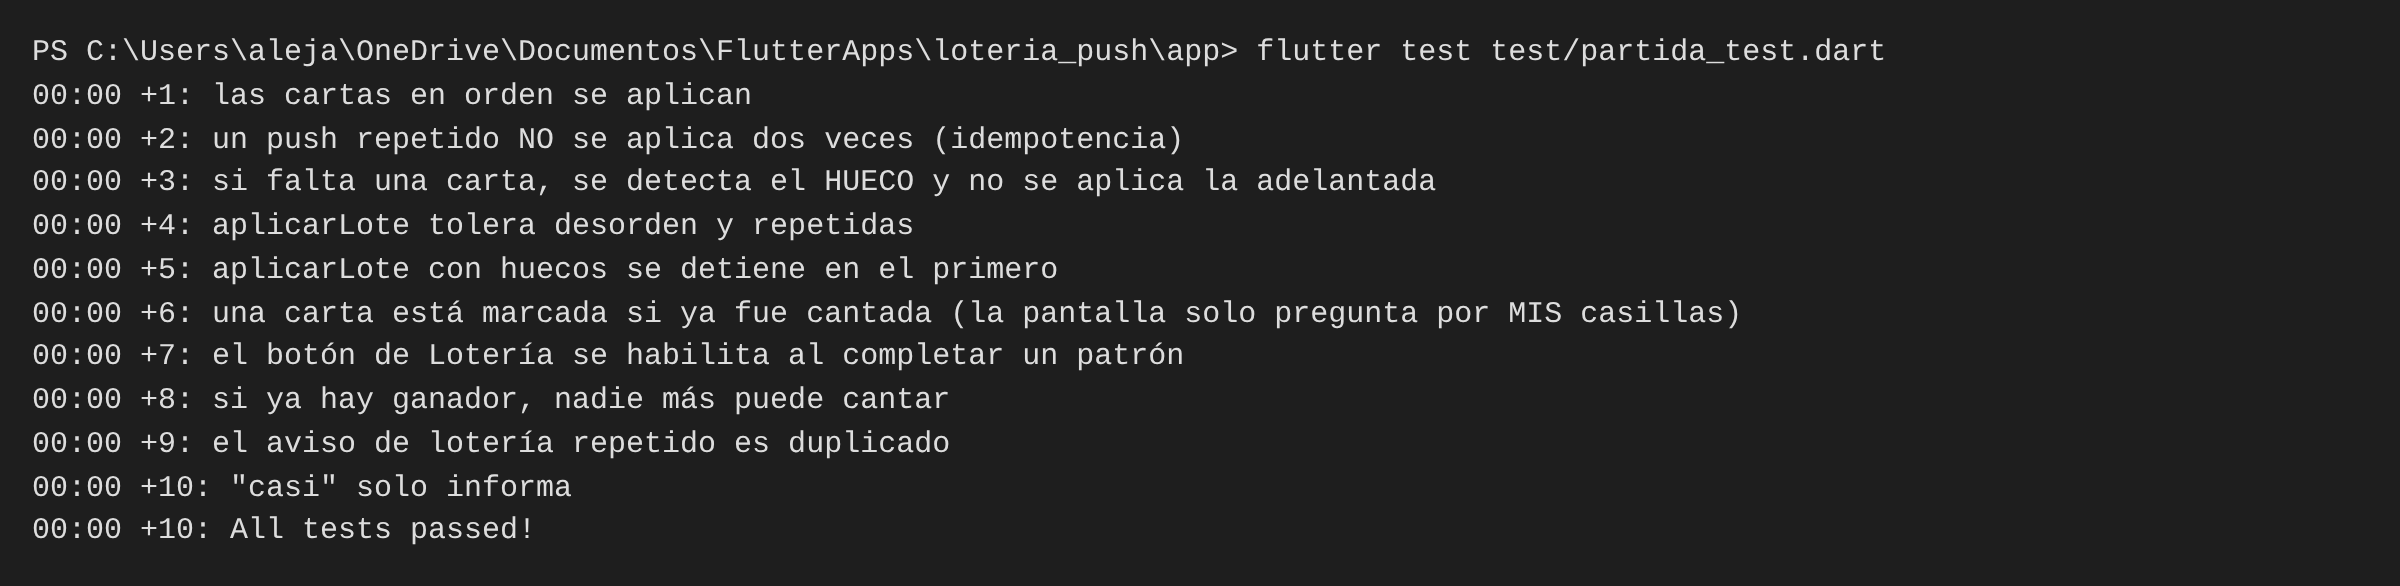 PS C:\Users\aleja\OneDrive\Documentos\FlutterApps\loteria_push\app> flutter test test/partida_test.dart
00:00 +1: las cartas en orden se aplican
00:00 +2: un push repetido NO se aplica dos veces (idempotencia)
00:00 +3: si falta una carta, se detecta el HUECO y no se aplica la adelantada
00:00 +4: aplicarLote tolera desorden y repetidas
00:00 +5: aplicarLote con huecos se detiene en el primero
00:00 +6: una carta está marcada si ya fue cantada (la pantalla solo pregunta por MIS casillas)
00:00 +7: el botón de Lotería se habilita al completar un patrón
00:00 +8: si ya hay ganador, nadie más puede cantar
00:00 +9: el aviso de lotería repetido es duplicado
00:00 +10: "casi" solo informa
00:00 +10: All tests passed!